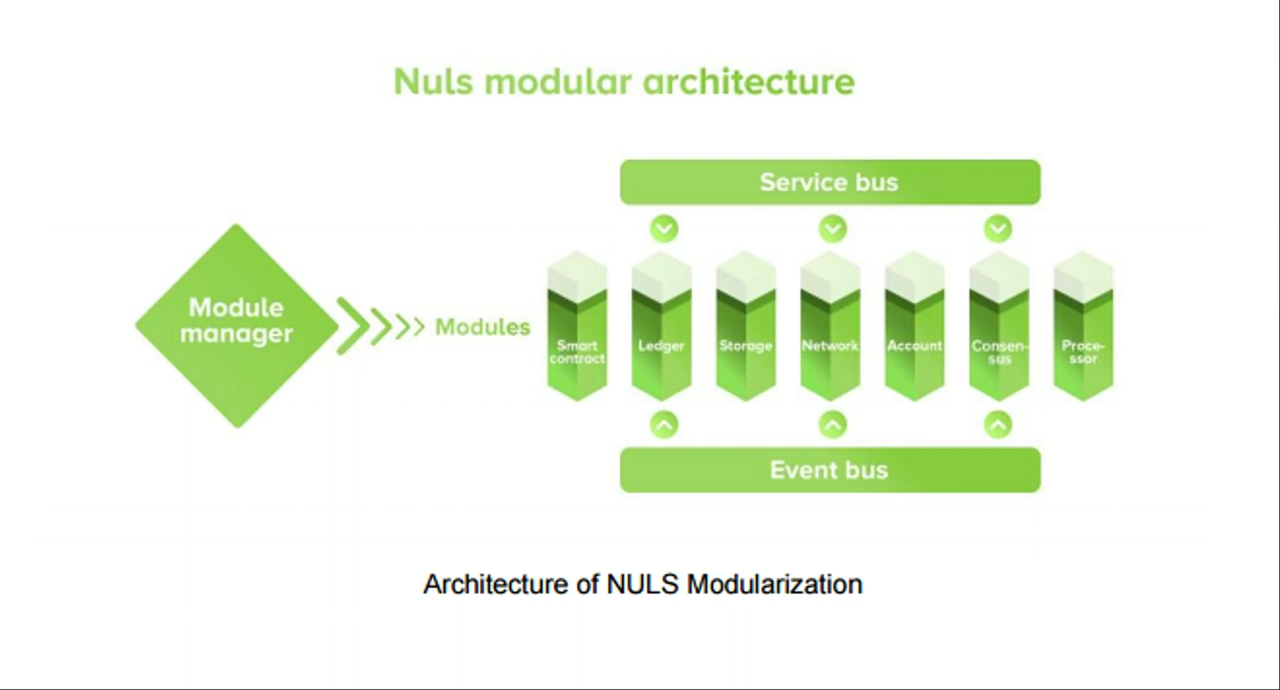 Nuls modular architecture
Service bus
Module
manager
Modules
Smart
contract
Ledger
Storage
Network
Account
Consen-
sus
Proce-
ssor
Event bus
Architecture of NULS Modularization